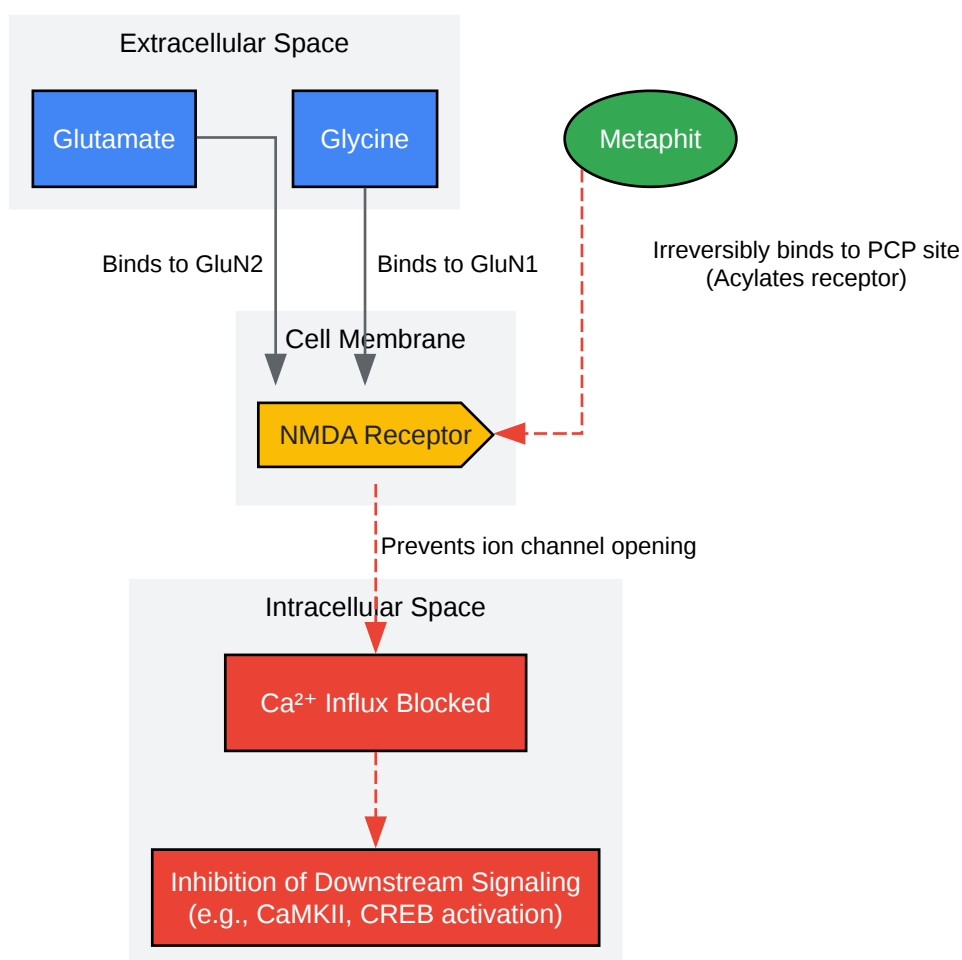 Extracellular Space
Glutamate
Glycine
Metaphit
Binds to GluN2
Binds to GluN1
Irreversibly binds to PCP site
(Acylates receptor)
Cell Membrane
NMDA Receptor
Prevents ion channel opening
Intracellular Space
Ca²⁺ Influx Blocked
Inhibition of Downstream Signaling
(e.g., CaMKII, CREB activation)